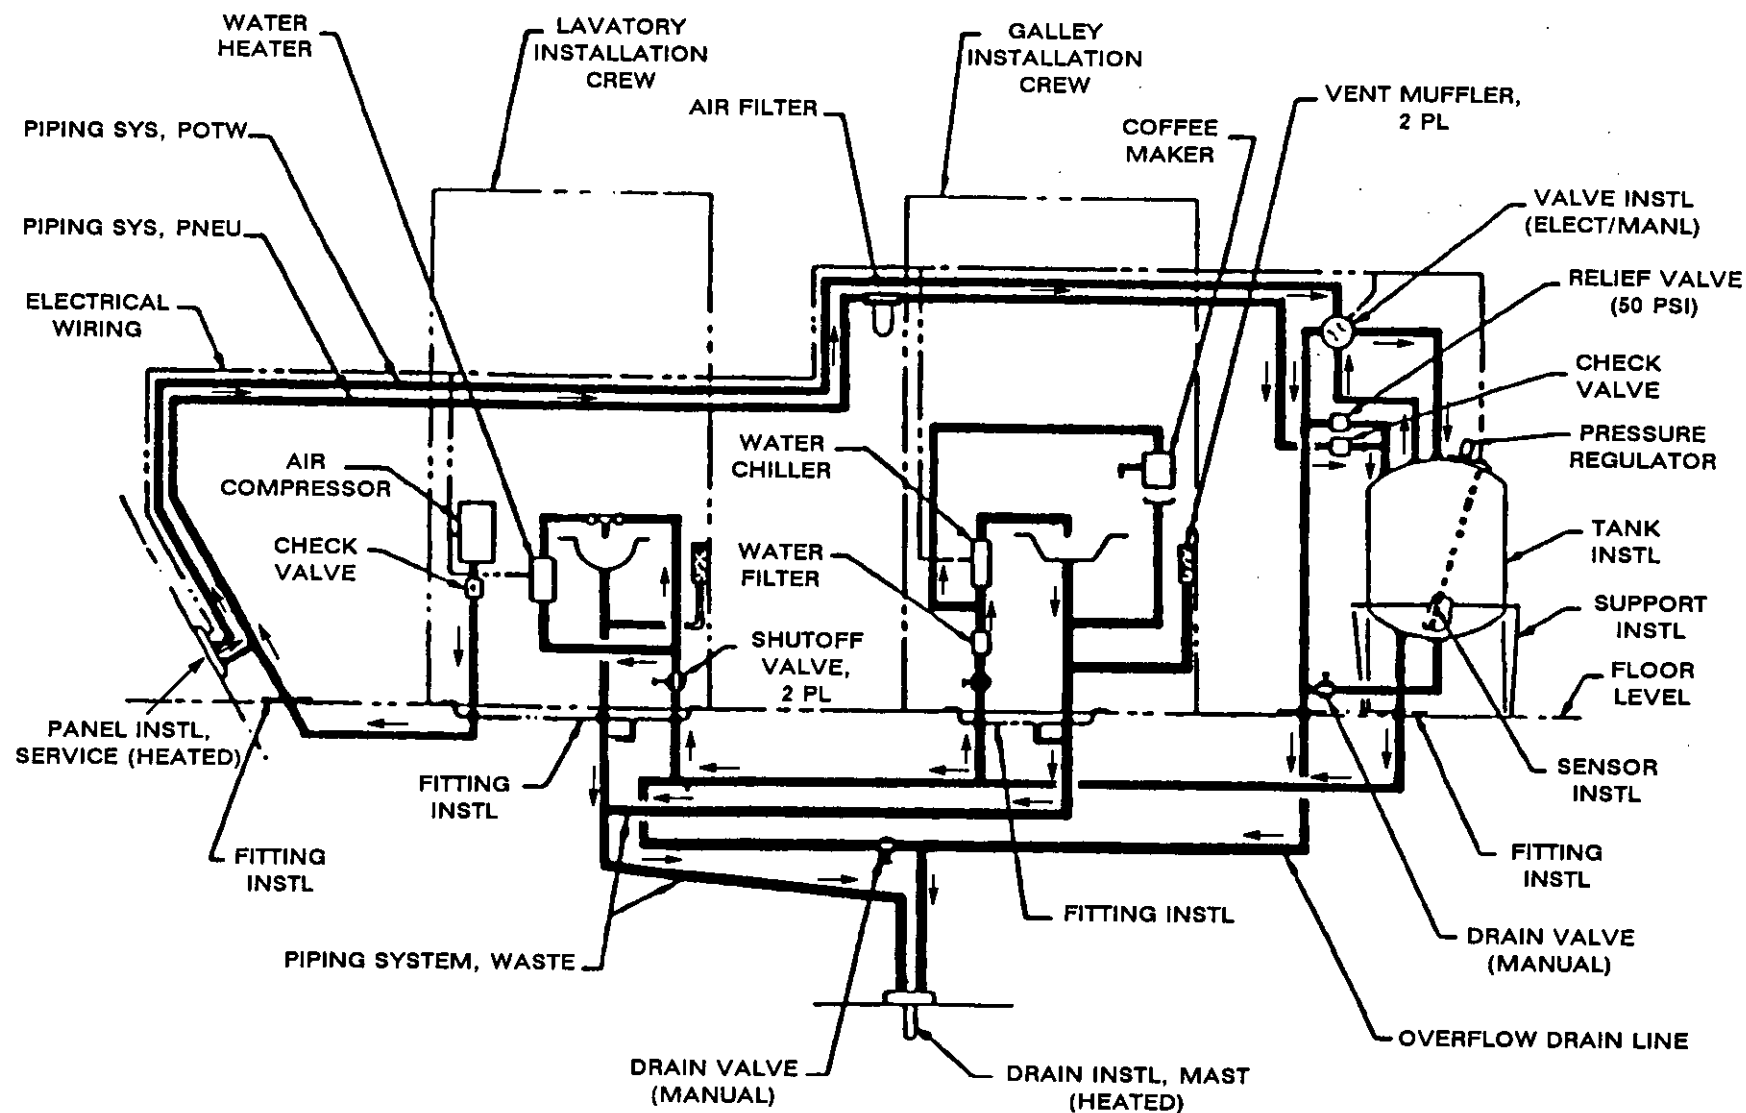 WATER
HEATER
LAVATORY
INSTALLATION
CREW
GALLEY
INSTALLATION
CREW
AIR FILTER
VENT MUFFLER,
2 PL
COFFEE
MAKER
PIPING SYS, POTW
VALVE INSTL
(ELECT/MANL)
PIPING SYS, PNEU
RELIEF VALVE
(50 PSI)
ELECTRICAL
WIRING
CHECK
VALVE
PRESSURE
REGULATOR
WATER
CHILLER
AIR
COMPRESSOR
TANK
INSTL
CHECK
VALVE
WATER
FILTER
SUPPORT
INSTL
SHUTOFF
VALVE,
2 PL
FLOOR
LEVEL
PANEL INSTL,
SERVICE (HEATED)
FITTING
INSTL
SENSOR
INSTL
FITTING
INSTL
FITTING
INSTL
FITTING INSTL
DRAIN VALVE
(MANUAL)
PIPING SYSTEM, WASTE
OVERFLOW DRAIN LINE
DRAIN VALVE
(MANUAL)
DRAIN INSTL, MAST
(HEATED)